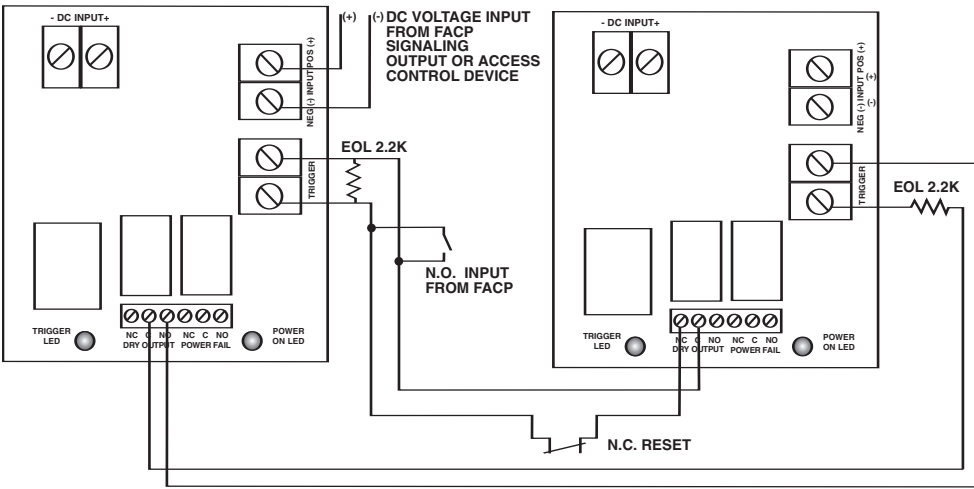 - DC INPUT+
POS (+)
INPUT
NEG (-)
(+)
(-) DC VOLTAGE INPUT
FROM FACP
SIGNALING
OUTPUT OR ACCESS
CONTROL DEVICE
TRIGGER
EOL 2.2K
N.O. INPUT
FROM FACP
TRIGGER
LED
NC C NO NC C NO
DRY OUTPUT POWER FAIL
POWER
ON LED
- DC INPUT+
POS (+)
INPUT
NEG (-)
(+)
(-)
TRIGGER
EOL 2.2K
TRIGGER
LED
NC C NO NC C NO
DRY OUTPUT POWER FAIL
POWER
ON LED
N.C. RESET